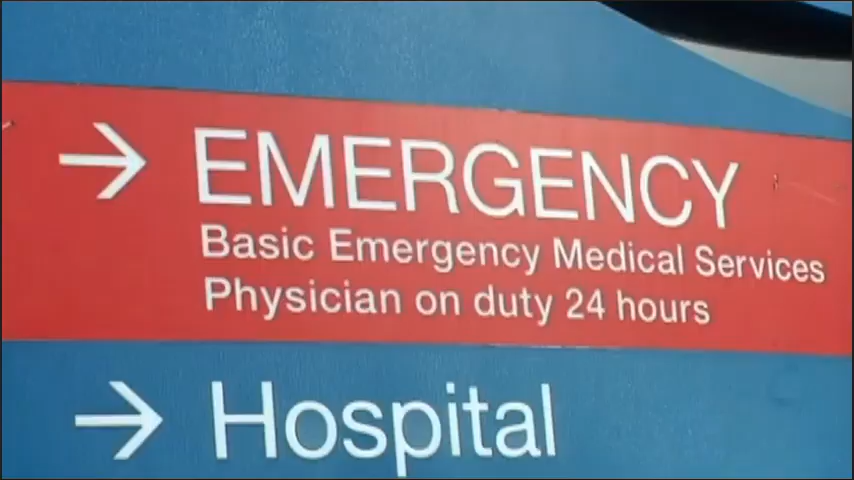 EMERGENCY
Basic Emergency Medical Services
Physician on duty 24 hours
Hospital